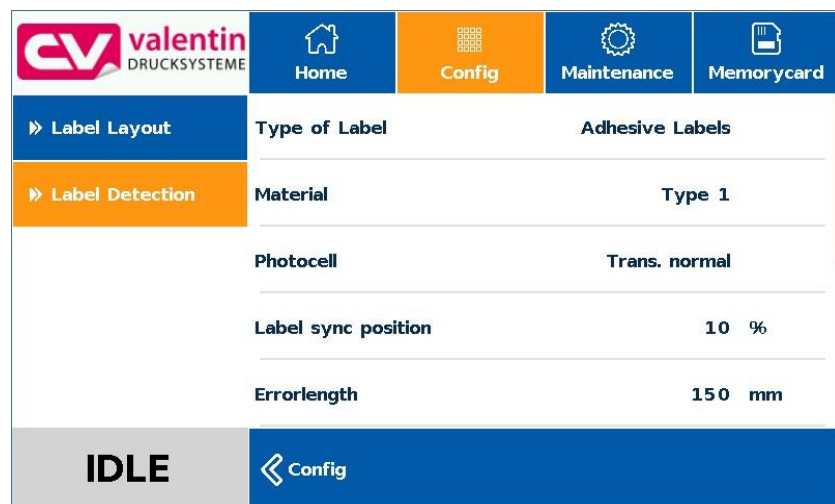 CV valentin
DRUCKSYSTEME
Home
Config
Maintenance
Memorycard
Label Layout
Label Detection
Type of Label Adhesive Labels
Material Type 1
Photocell Trans. normal
Label sync position 10 %
Errorlength 150 mm
IDLE
Config